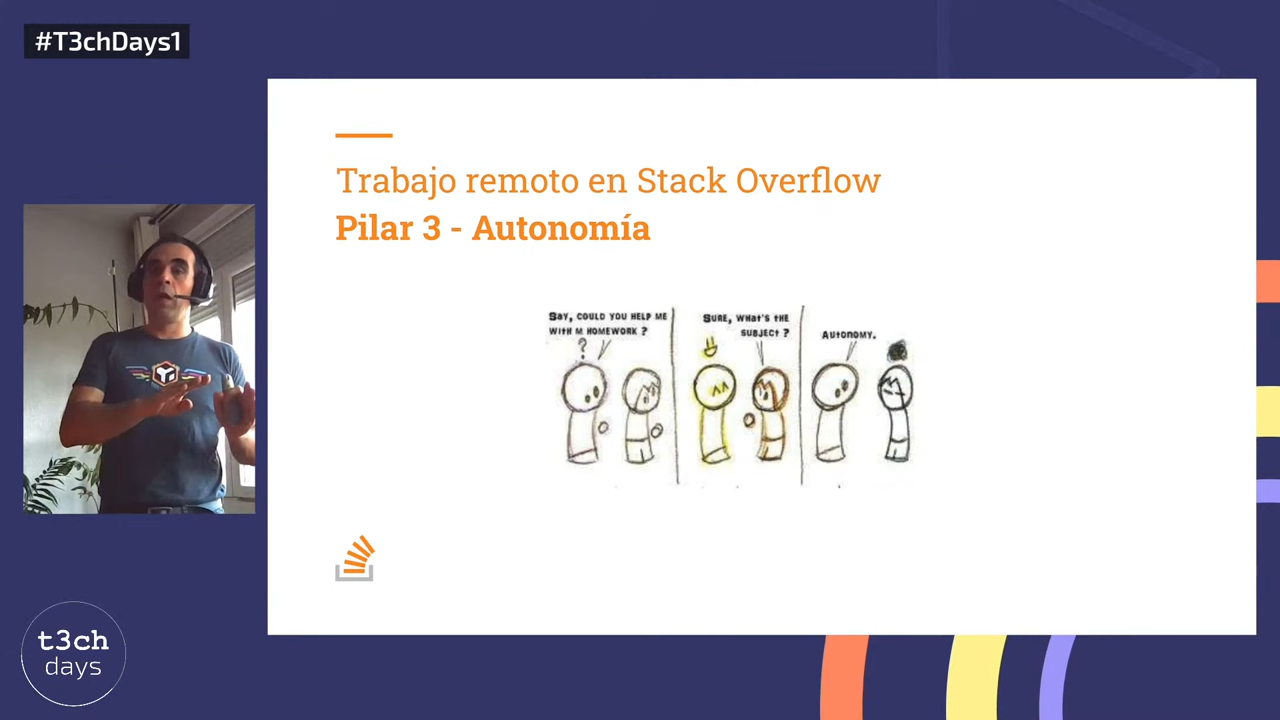 #T3chDays1
Trabajo remoto en Stack Overflow
Pilar 3 - Autonomía
SAY, COULD YOU HELP ME
WITH M HOMEWORK ?
?
SURE, WHAT'S THE
SUBJECT ?
AUTONOMY.
t3ch
days